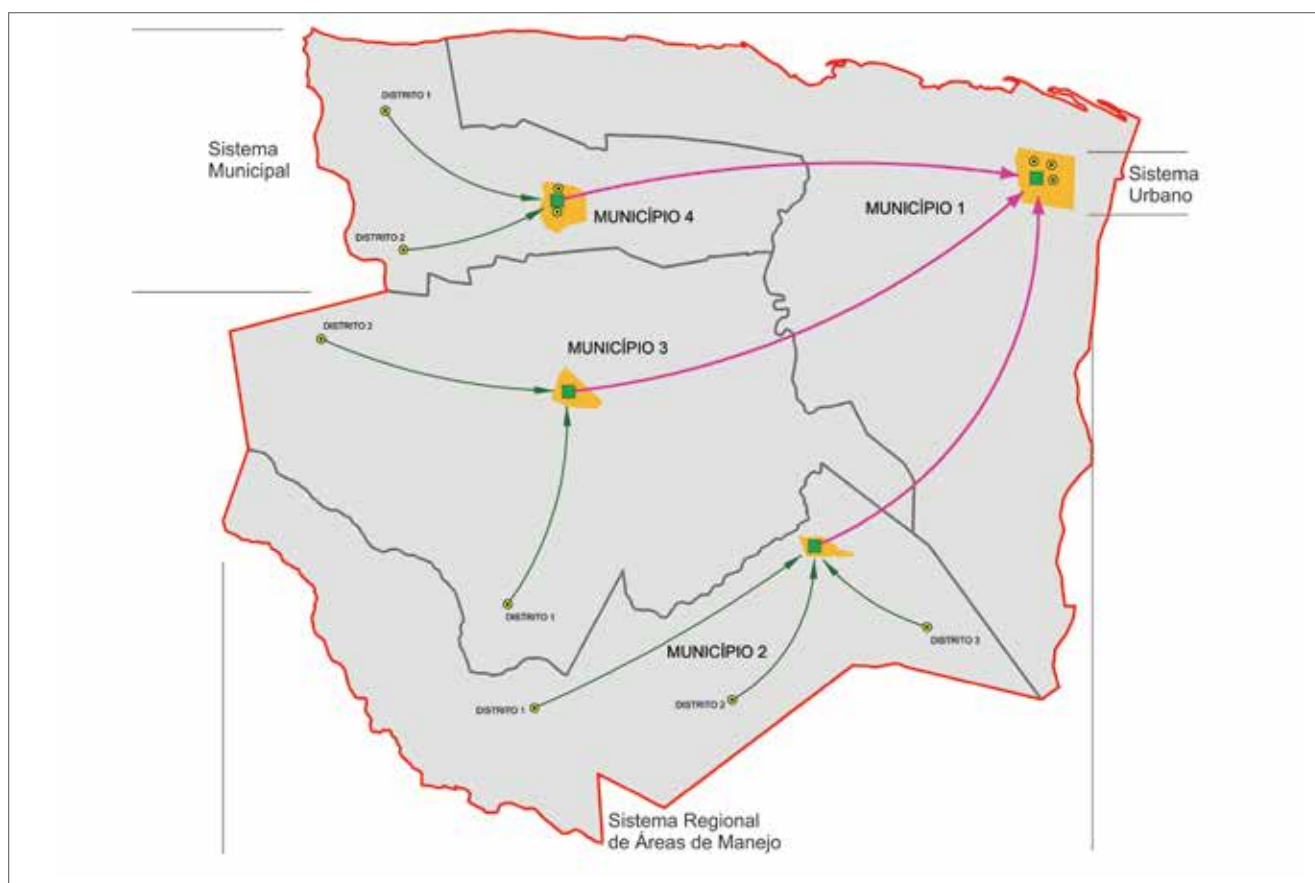 DISTRITO 1
Sistema
Municipal
Sistema
Urbano
MUNICÍPIO 4
MUNICÍPIO 1
DISTRITO 2
DISTRITO 2
MUNICÍPIO 3
DISTRITO 1
DISTRITO 3
MUNICÍPIO 2
DISTRITO 1
DISTRITO 2
Sistema Regional
de Áreas de Manejo